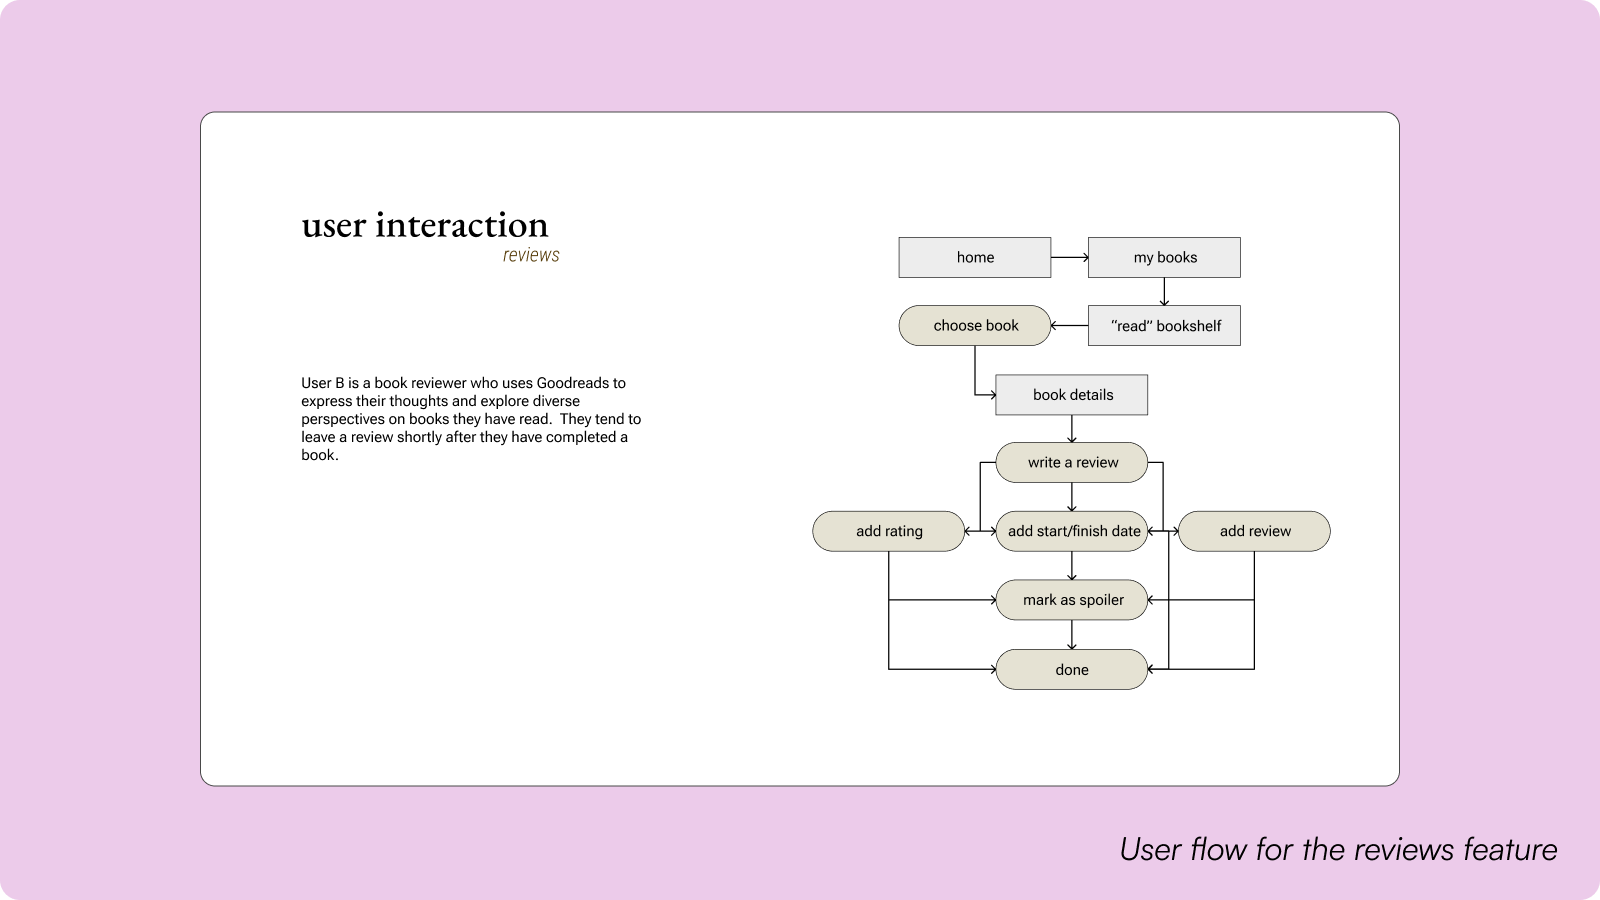 user interaction
reviews
User B is a book reviewer who uses Goodreads to
express their thoughts and explore diverse
perspectives on books they have read.  They tend to
leave a review shortly after they have completed a
book.
home
my books
choose book
“read” bookshelf
book details
write a review
add rating
add start/finish date
add review
mark as spoiler
done
User flow for the reviews feature